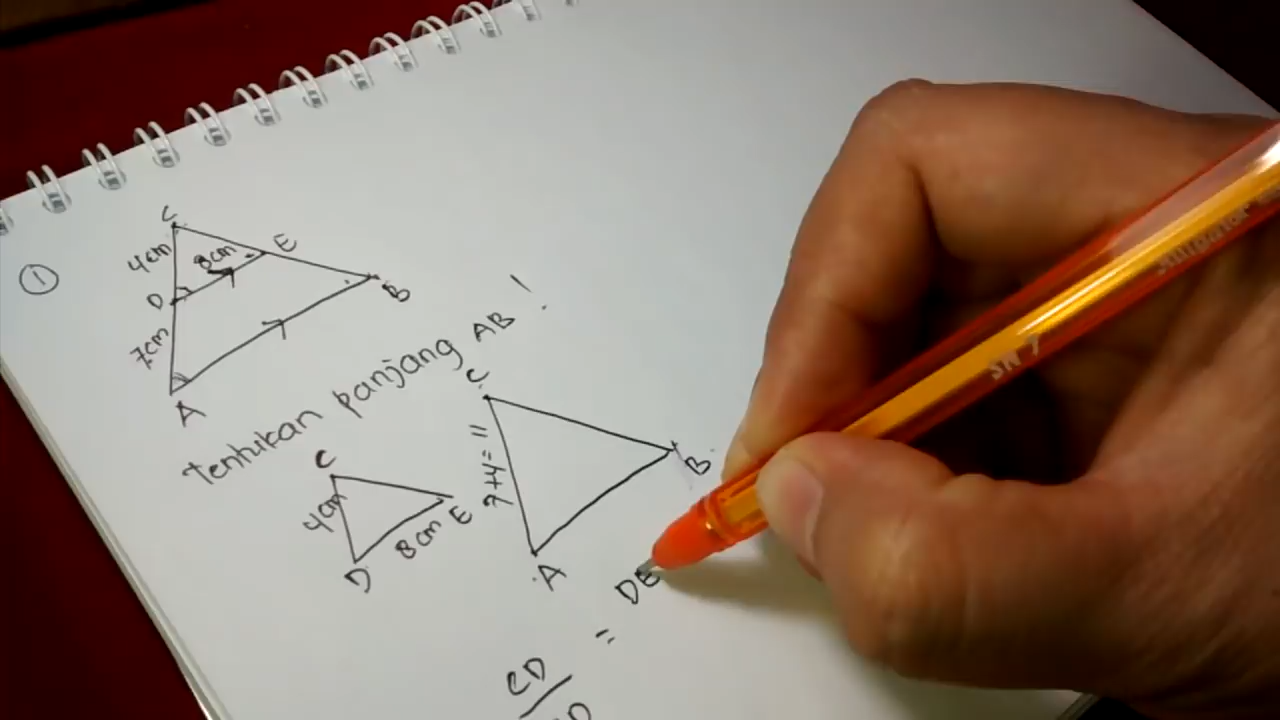 1
C
4cm
8cm
E
D
B
7cm
A
Tentukan panjang AB !
C
4cm
E
8cm
D
C
7+4=11
B
A
CD
=
DE
SN 7